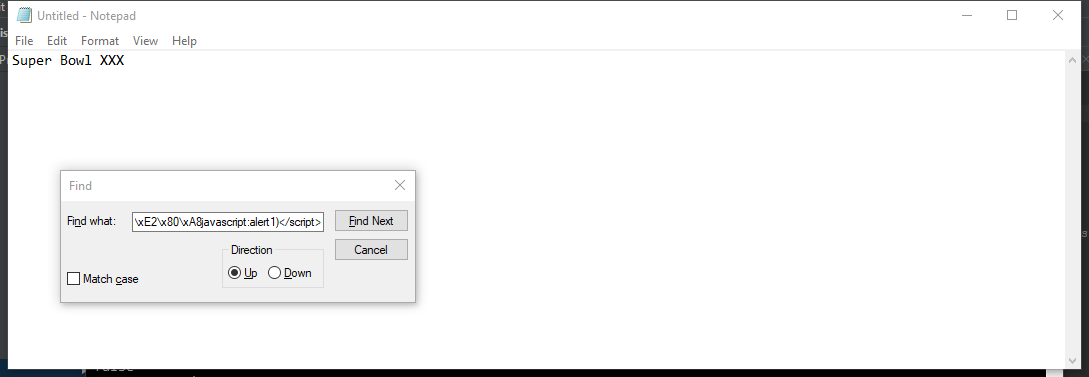 Untitled - Notepad
File Edit Format View Help
Super Bowl XXX
Find
Find what: \xE2\x80\xA8javascript:alert1)</script> Find Next
Cancel
Direction
Up Down
Match case